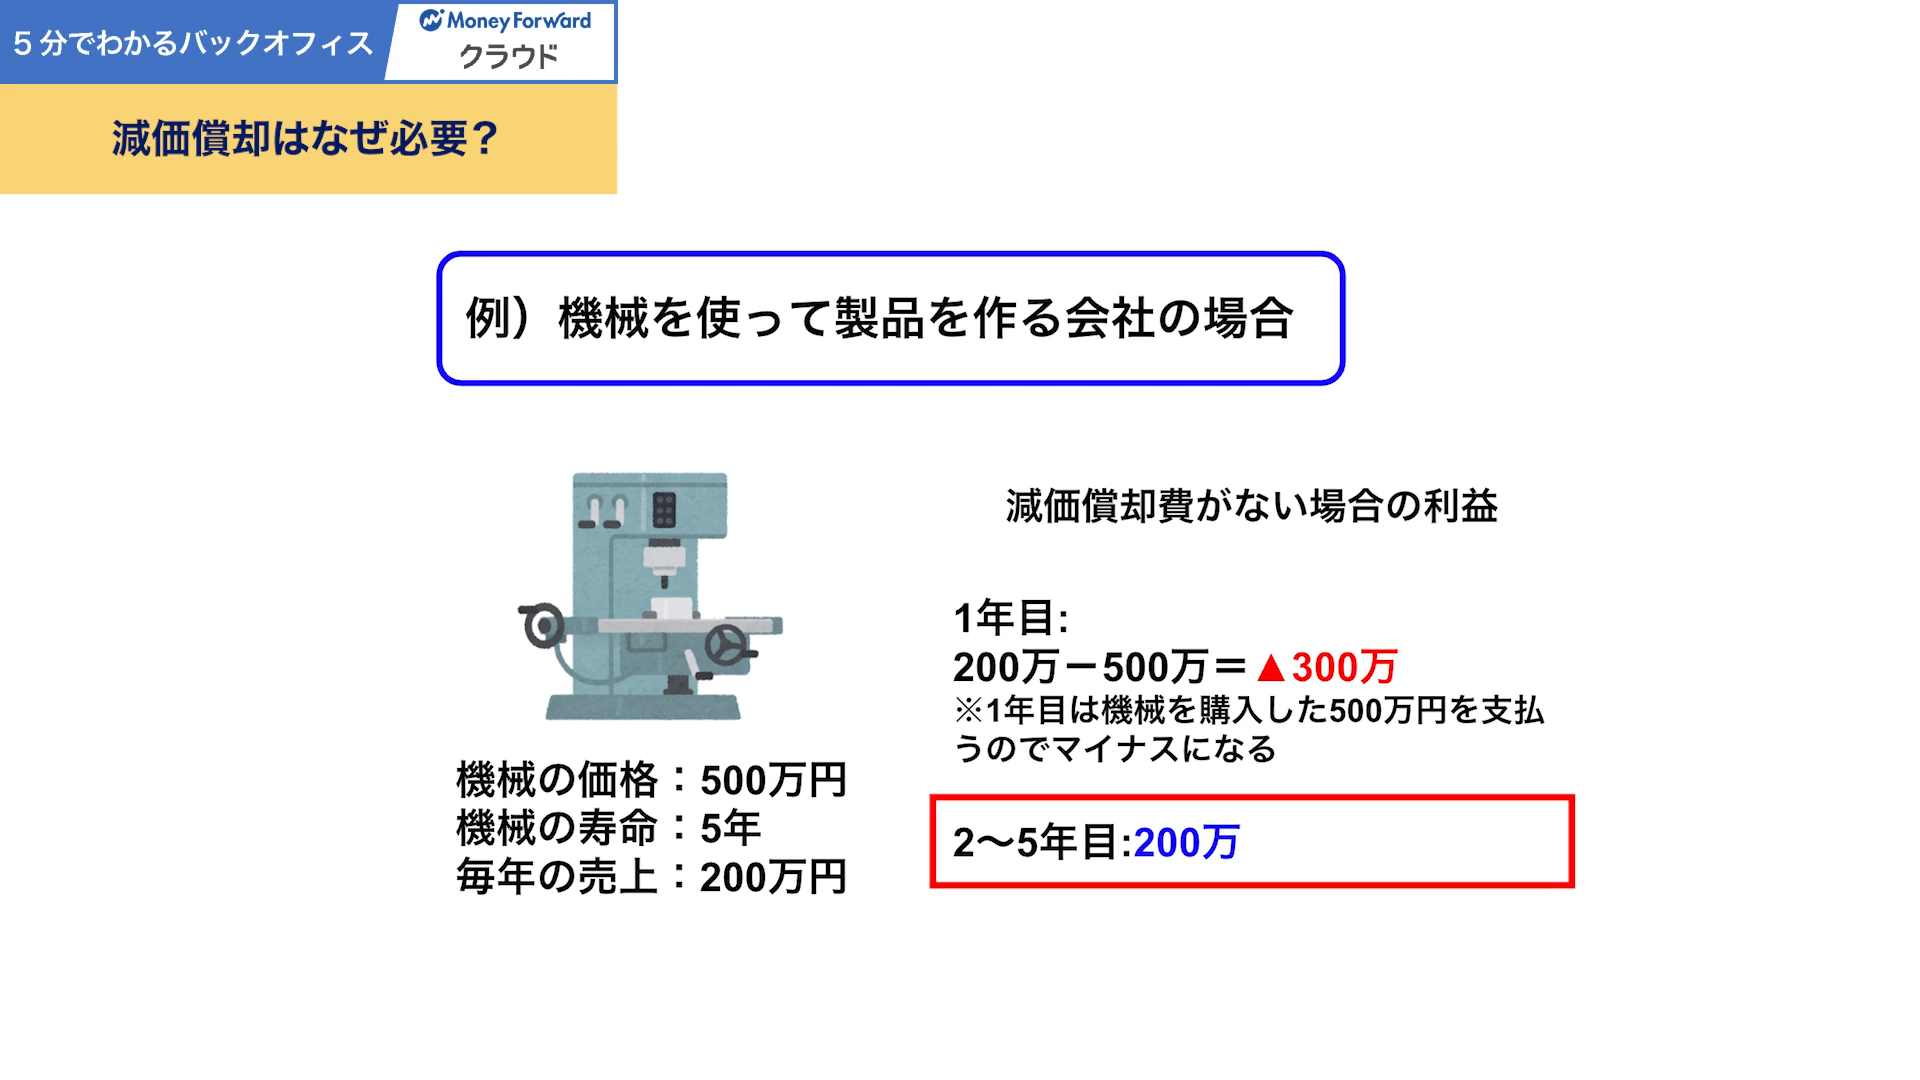 5分でわかるバックオフィス
Money Forward
クラウド
減価償却はなぜ必要？
例）機械を使って製品を作る会社の場合
減価償却費がない場合の利益
1年目:
200万－500万＝▲300万
※1年目は機械を購入した500万円を支払
うのでマイナスになる
2〜5年目:200万
機械の価格：500万円
機械の寿命：5年
毎年の売上：200万円